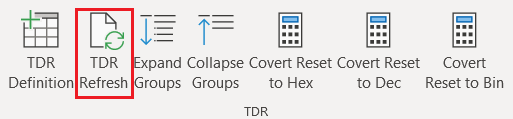 TDR
Definition
TDR
Refresh
Expand
Groups
Collapse
Groups
Covert Reset
to Hex
Covert Reset
to Dec
Covert
Reset to Bin
TDR